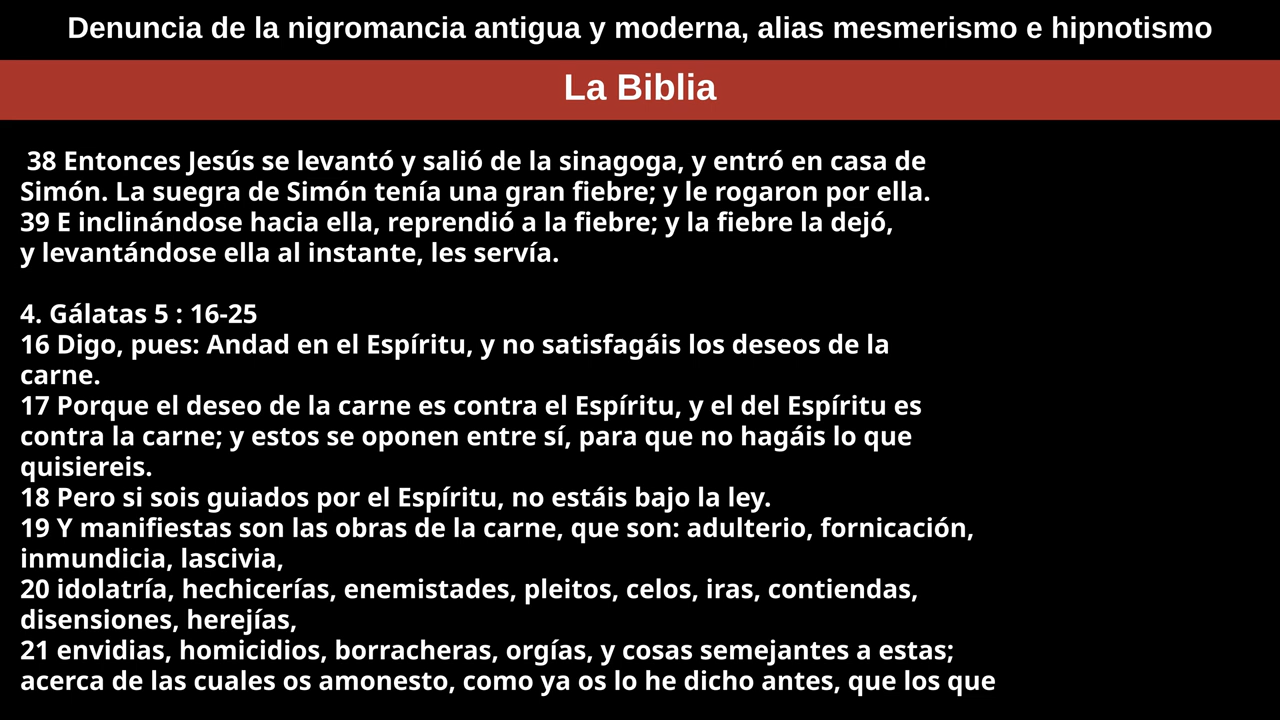 Denuncia de la nigromancia antigua y moderna, alias mesmerismo e hipnotismo
La Biblia
38 Entonces Jesús se levantó y salió de la sinagoga, y entró en casa de
Simón. La suegra de Simón tenía una gran fiebre; y le rogaron por ella.
39 E inclinándose hacia ella, reprendió a la fiebre; y la fiebre la dejó,
y levantándose ella al instante, les servía.
4. Gálatas 5 : 16-25
16 Digo, pues: Andad en el Espíritu, y no satisfagáis los deseos de la
carne.
17 Porque el deseo de la carne es contra el Espíritu, y el del Espíritu es
contra la carne; y estos se oponen entre sí, para que no hagáis lo que
quisiereis.
18 Pero si sois guiados por el Espíritu, no estáis bajo la ley.
19 Y manifiestas son las obras de la carne, que son: adulterio, fornicación,
inmundicia, lascivia,
20 idolatría, hechicerías, enemistades, pleitos, celos, iras, contiendas,
disensiones, herejías,
21 envidias, homicidios, borracheras, orgías, y cosas semejantes a estas;
acerca de las cuales os amonesto, como ya os lo he dicho antes, que los que